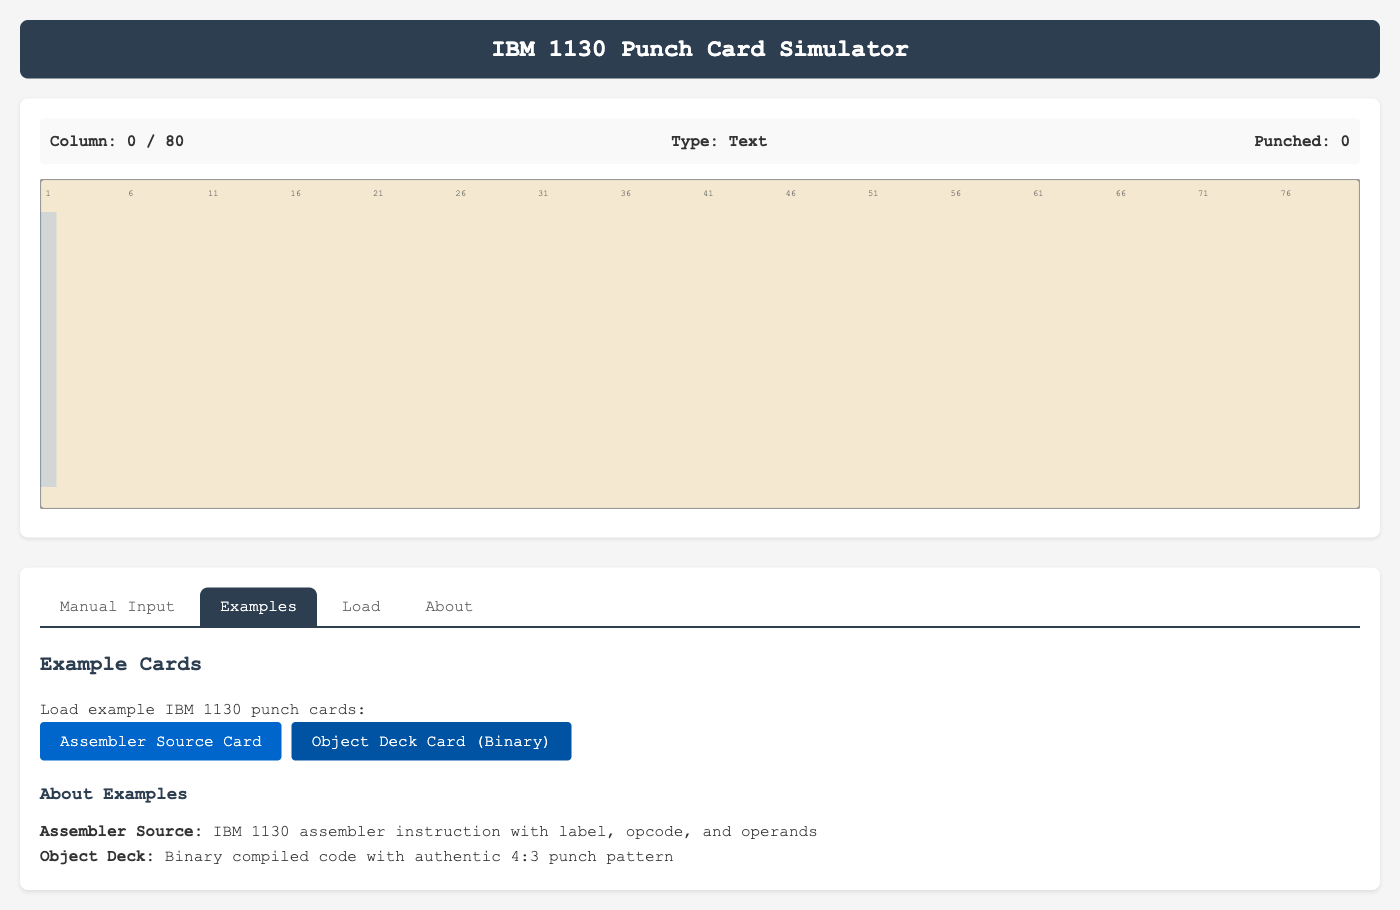 IBM 1130 Punch Card Simulator
Column: 0 / 80 Type: Text Punched: 0
1 6 11 16 21 26 31 36 41 46 51 56 61 66 71 76
Manual Input Examples Load About
Example Cards
Load example IBM 1130 punch cards:
Assembler Source Card Object Deck Card (Binary)
About Examples
Assembler Source: IBM 1130 assembler instruction with label, opcode, and operands
Object Deck: Binary compiled code with authentic 4:3 punch pattern